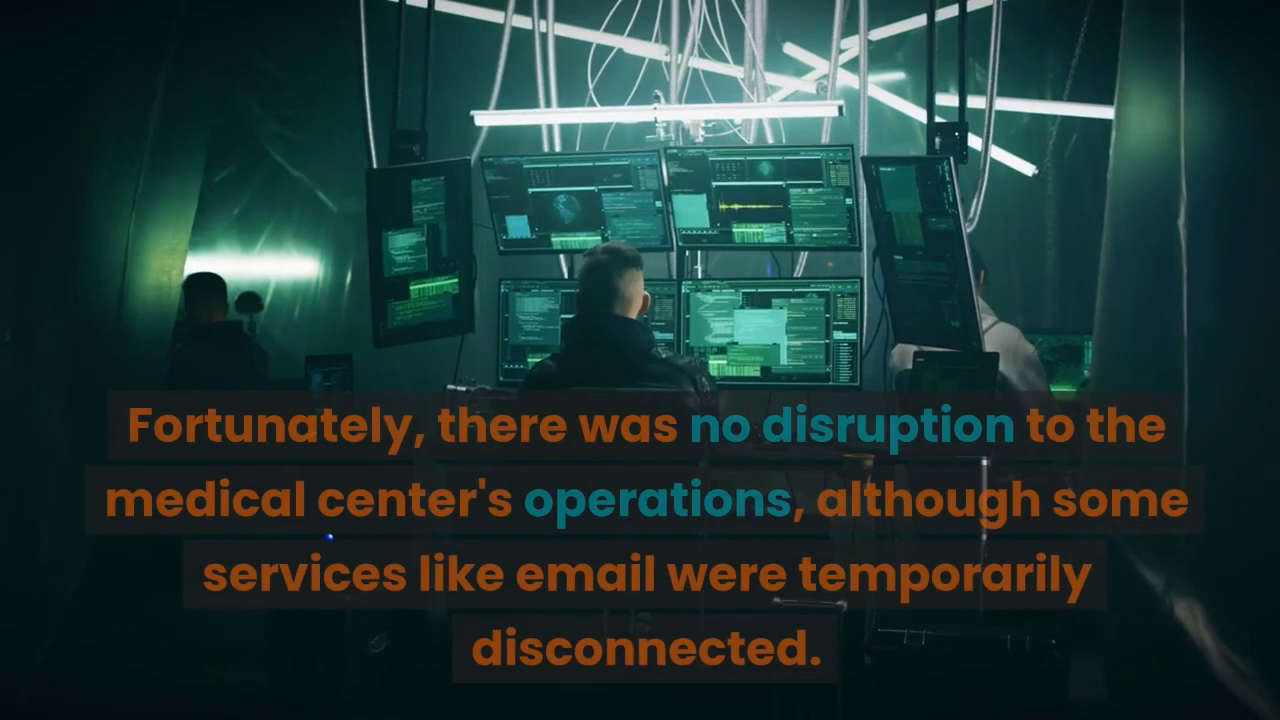 Fortunately, there was no disruption to the
medical center's operations, although some
services like email were temporarily
disconnected.